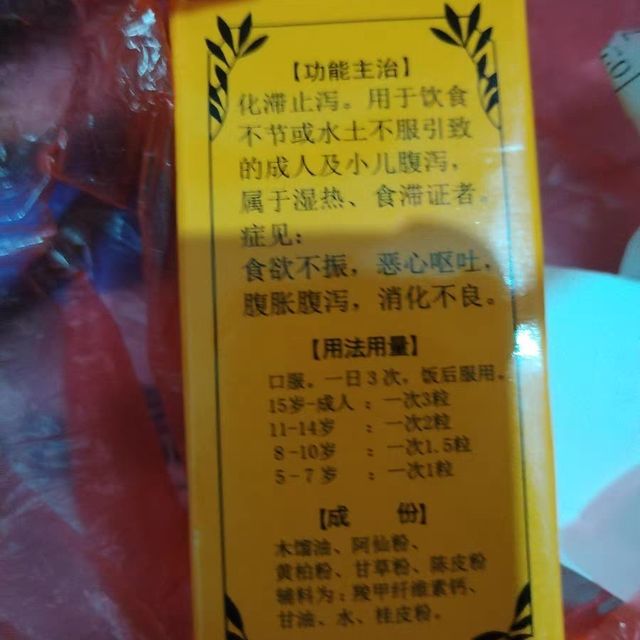 【功能主治】
化滞止泻。用于饮食
不节或水土不服引致
的成人及小儿腹泻，
属于湿热、食滞证者。
症见：
食欲不振，恶心呕吐，
腹胀腹泻，消化不良。
【用法用量】
口服。一日3次，饭后服用。
15岁-成人：一次3粒
11-14岁：一次2粒
8-10岁：一次1.5粒
5-7岁：一次1粒
【成 份】
木馏油、阿仙粉、
黄柏粉、甘草粉、陈皮粉
辅料为：羧甲纤维素钙、
甘油、水、桂皮粉。